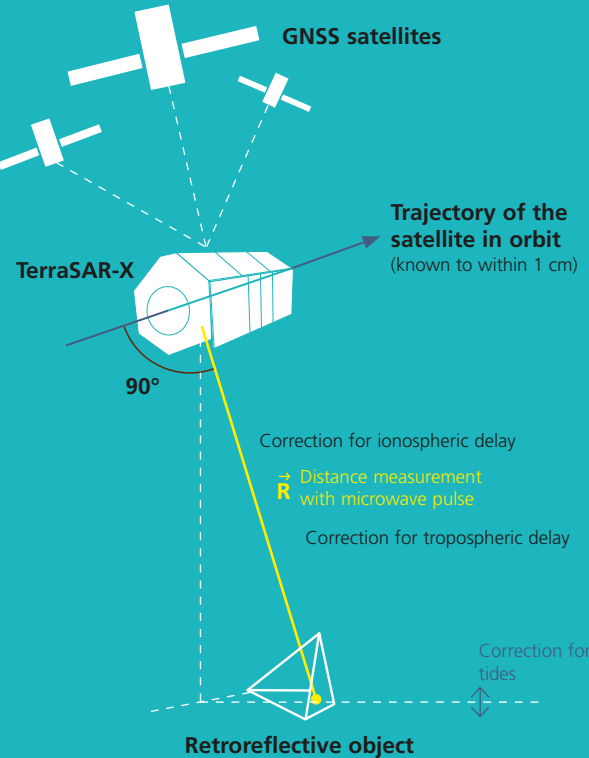 GNSS satellites
Trajectory of the
satellite in orbit
(known to within 1 cm)
TerraSAR-X
90°
Correction for ionospheric delay
R⃗ Distance measurement
with microwave pulse
Correction for tropospheric delay
Correction for
tides
Retroreflective object